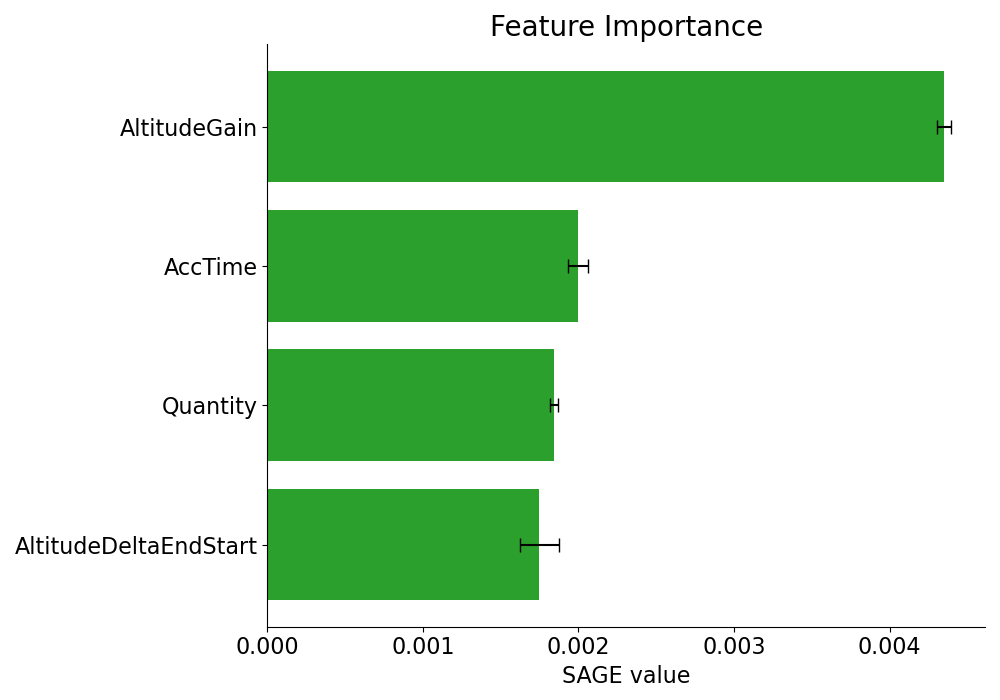 Feature Importance
AltitudeGain
AccTime
Quantity
AltitudeDeltaEndStart
0.000 0.001 0.002 0.003 0.004
SAGE value